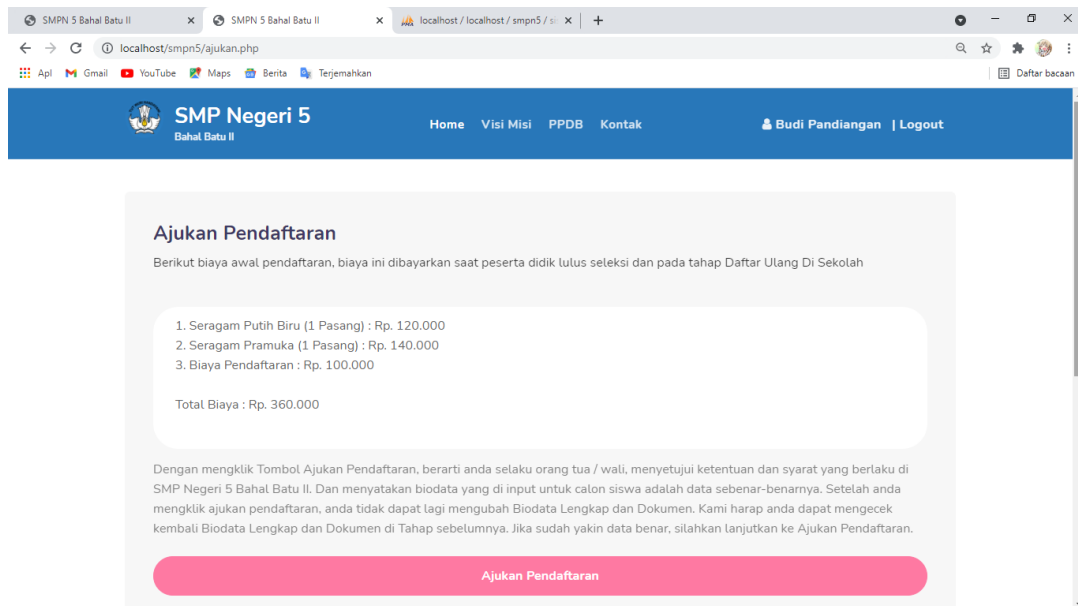 SMPN 5 Bahal Batu II
SMPN 5 Bahal Batu II
localhost / localhost / smpn5 / si
localhost/smpn5/ajukan.php
Apl Gmail YouTube Maps Berita Terjemahkan Daftar bacaan
SMP Negeri 5
Bahal Batu II
Home Visi Misi PPDB Kontak
Budi Pandiangan | Logout
Ajukan Pendaftaran
Berikut biaya awal pendaftaran, biaya ini dibayarkan saat peserta didik lulus seleksi dan pada tahap Daftar Ulang Di Sekolah
1. Seragam Putih Biru (1 Pasang) : Rp. 120.000
2. Seragam Pramuka (1 Pasang) : Rp. 140.000
3. Biaya Pendaftaran : Rp. 100.000
Total Biaya : Rp. 360.000
Dengan mengklik Tombol Ajukan Pendaftaran, berarti anda selaku orang tua / wali, menyetujui ketentuan dan syarat yang berlaku di
SMP Negeri 5 Bahal Batu II. Dan menyatakan biodata yang di input untuk calon siswa adalah data sebenar-benarnya. Setelah anda
mengklik ajukan pendaftaran, anda tidak dapat lagi mengubah Biodata Lengkap dan Dokumen. Kami harap anda dapat mengecek
kembali Biodata Lengkap dan Dokumen di Tahap sebelumnya. Jika sudah yakin data benar, silahkan lanjutkan ke Ajukan Pendaftaran.
Ajukan Pendaftaran